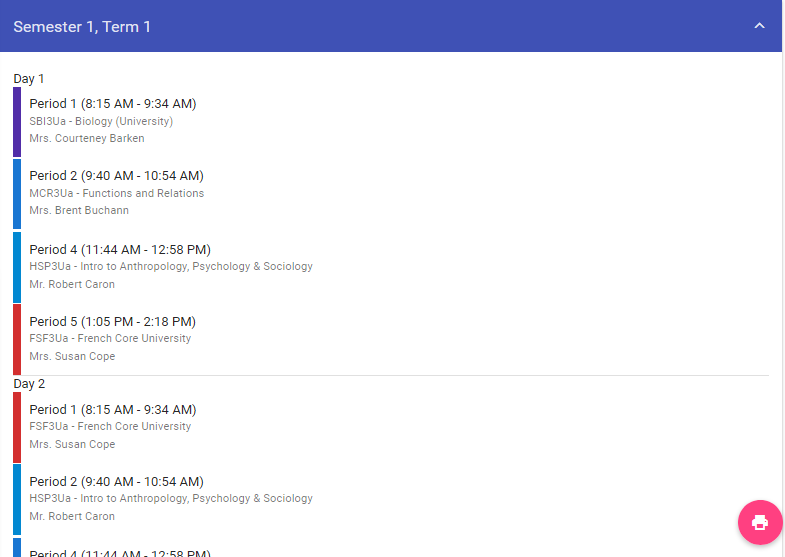 Semester 1, Term 1
Day 1
Period 1 (8:15 AM - 9:34 AM)
SBI3Ua - Biology (University)
Mrs. Courteney Barken
Period 2 (9:40 AM - 10:54 AM)
MCR3Ua - Functions and Relations
Mrs. Brent Buchann
Period 4 (11:44 AM - 12:58 PM)
HSP3Ua - Intro to Anthropology, Psychology & Sociology
Mr. Robert Caron
Period 5 (1:05 PM - 2:18 PM)
FSF3Ua - French Core University
Mrs. Susan Cope
Day 2
Period 1 (8:15 AM - 9:34 AM)
FSF3Ua - French Core University
Mrs. Susan Cope
Period 2 (9:40 AM - 10:54 AM)
HSP3Ua - Intro to Anthropology, Psychology & Sociology
Mr. Robert Caron
Period 4 (11:44 AM - 12:58 PM)